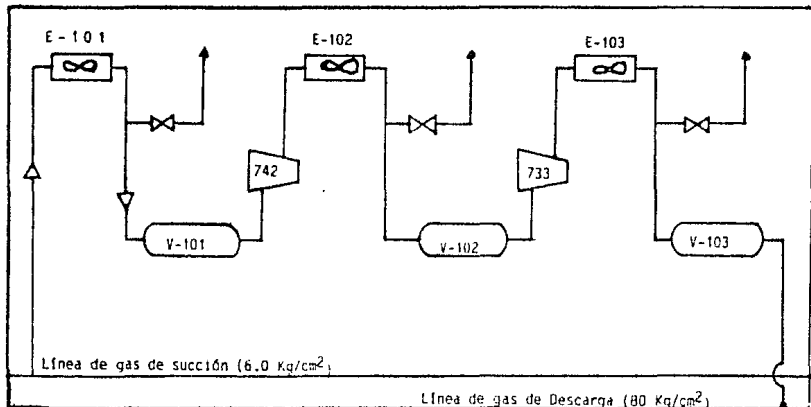 E-101
E-102
E-103
742
733
V-101
V-102
V-103
Línea de gas de succión (6.0 Kg/cm²)
Línea de gas de Descarga (80 Kg/cm²)